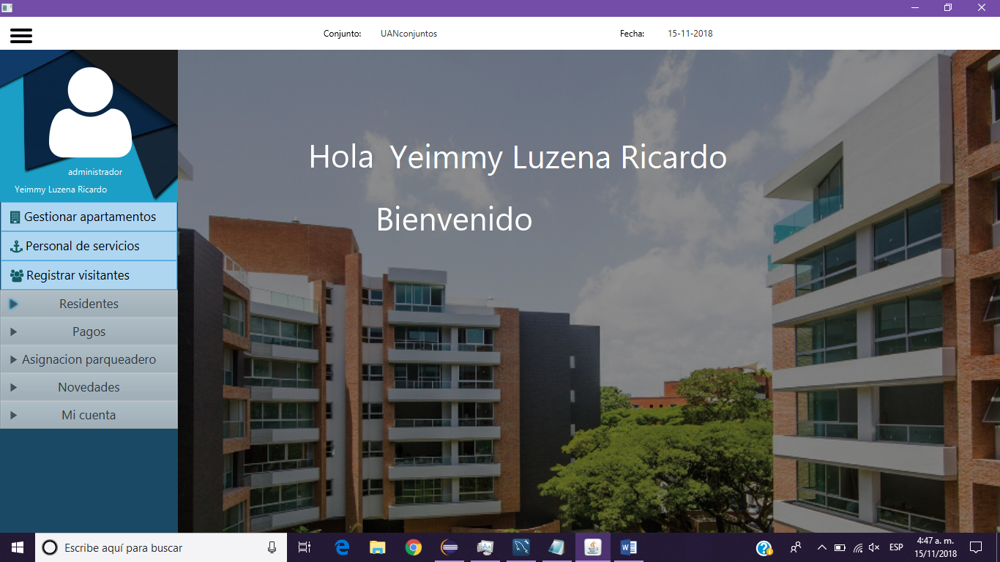 Conjunto: UANconjuntos Fecha: 15-11-2018
administrador
Yeimmy Luzena Ricardo
Gestionar apartamentos
Personal de servicios
Registrar visitantes
Residentes
Pagos
Asignacion parqueadero
Novedades
Mi cuenta
Hola Yeimmy Luzena Ricardo
Bienvenido
Escribe aquí para buscar
ESP
4:47 a. m.
15/11/2018